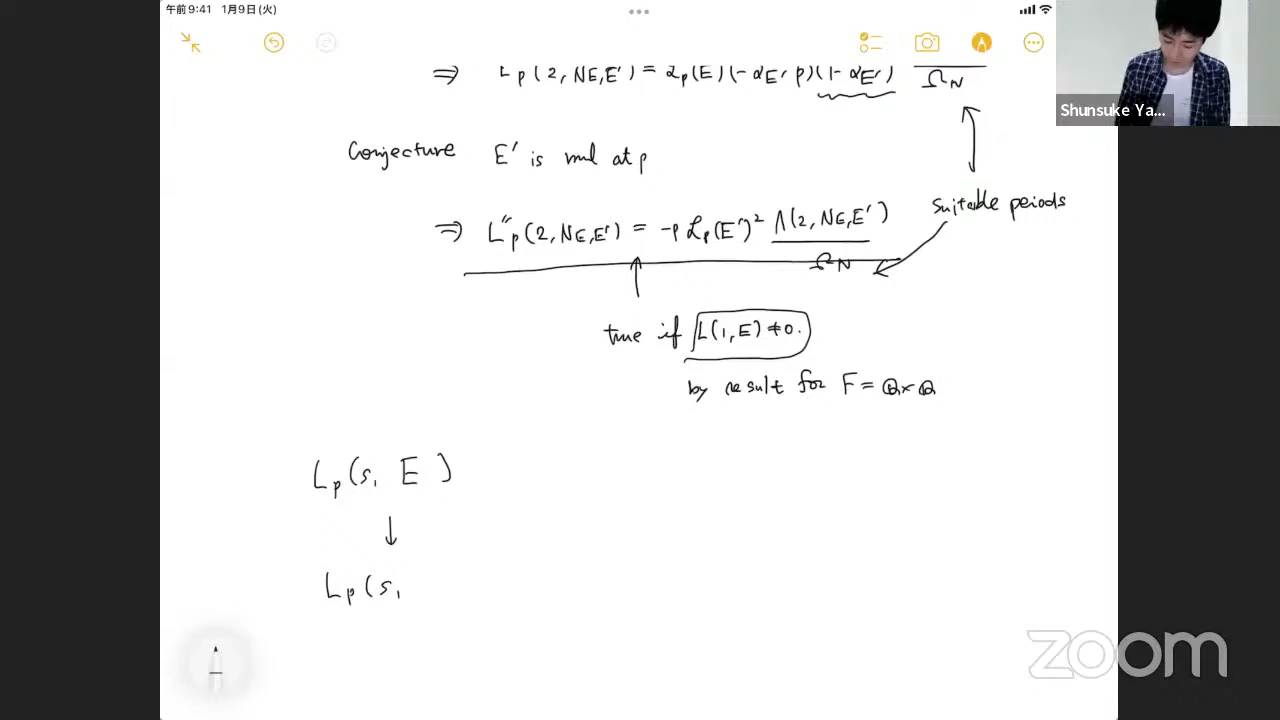 午前9:41 1月9日(火)
⇒ Lp(2, NE,E′) = ℒp(E)(-αE′ p)(1-αE′) / ΩN
Shunsuke Ya...
Conjecture E′ is mul at p
suitable periods
⇒ L″p(2, NE,E′) = -p ℒp(E′)² Λ(2, NE,E′) / ΩN
true if L(1,E) ≠ 0.
by result for F = Q×Q
Lp(s, E )
↓
Lp(s,
zoom